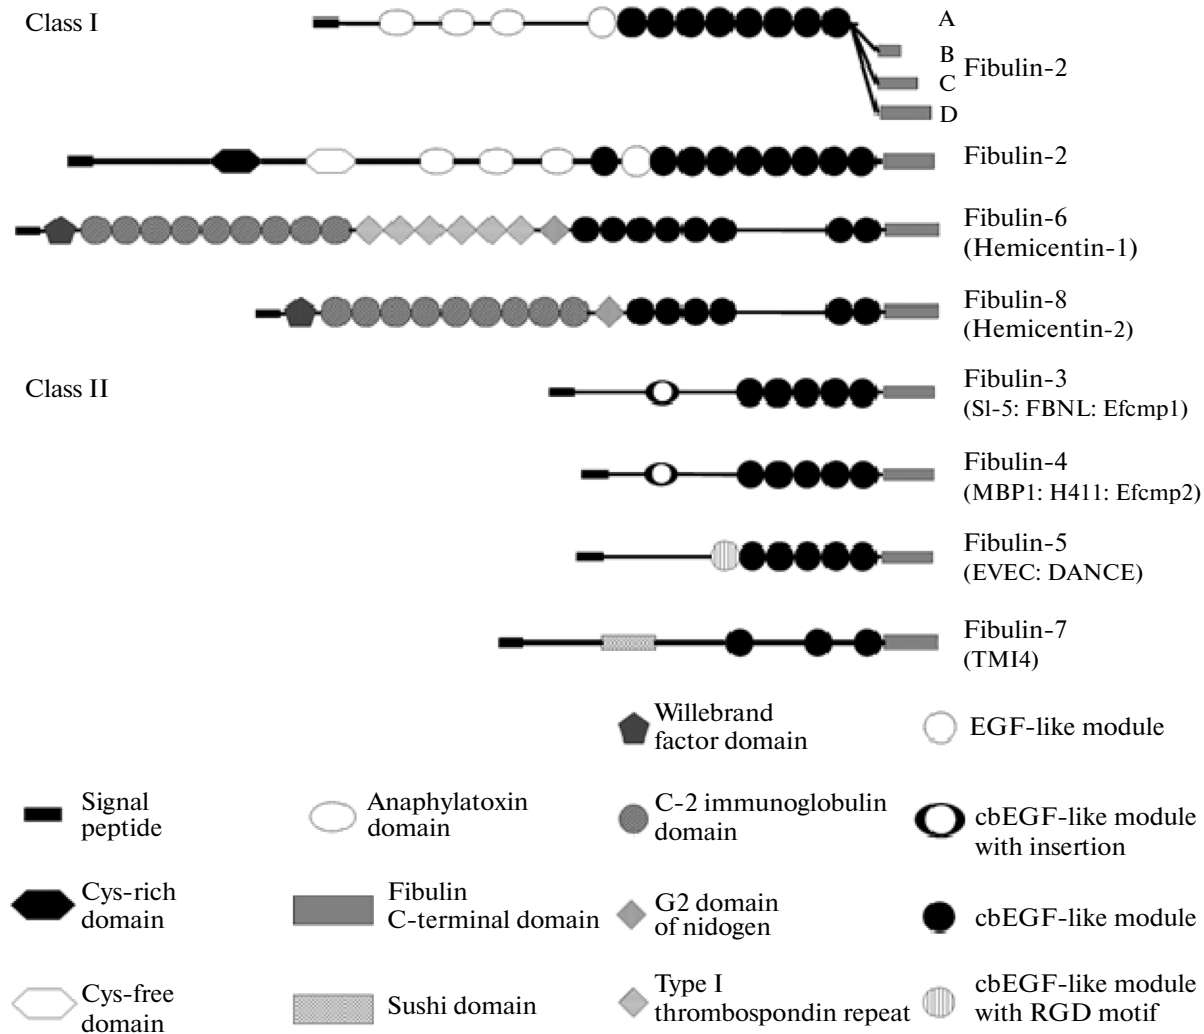 Class I
A
B
Fibulin-2
C
D
Fibulin-2
Fibulin-6
(Hemicentin-1)
Fibulin-8
(Hemicentin-2)
Class II
Fibulin-3
(Sl-5: FBNL: Efcmp1)
Fibulin-4
(MBP1: H411: Efcmp2)
Fibulin-5
(EVEC: DANCE)
Fibulin-7
(TMI4)
Willebrand
factor domain
EGF-like module
Signal
peptide
Anaphylatoxin
domain
C-2 immunoglobulin
domain
cbEGF-like module
with insertion
Cys-rich
domain
Fibulin
C-terminal domain
G2 domain
of nidogen
cbEGF-like module
Cys-free
domain
Sushi domain
Type I
thrombospondin repeat
cbEGF-like module
with RGD motif